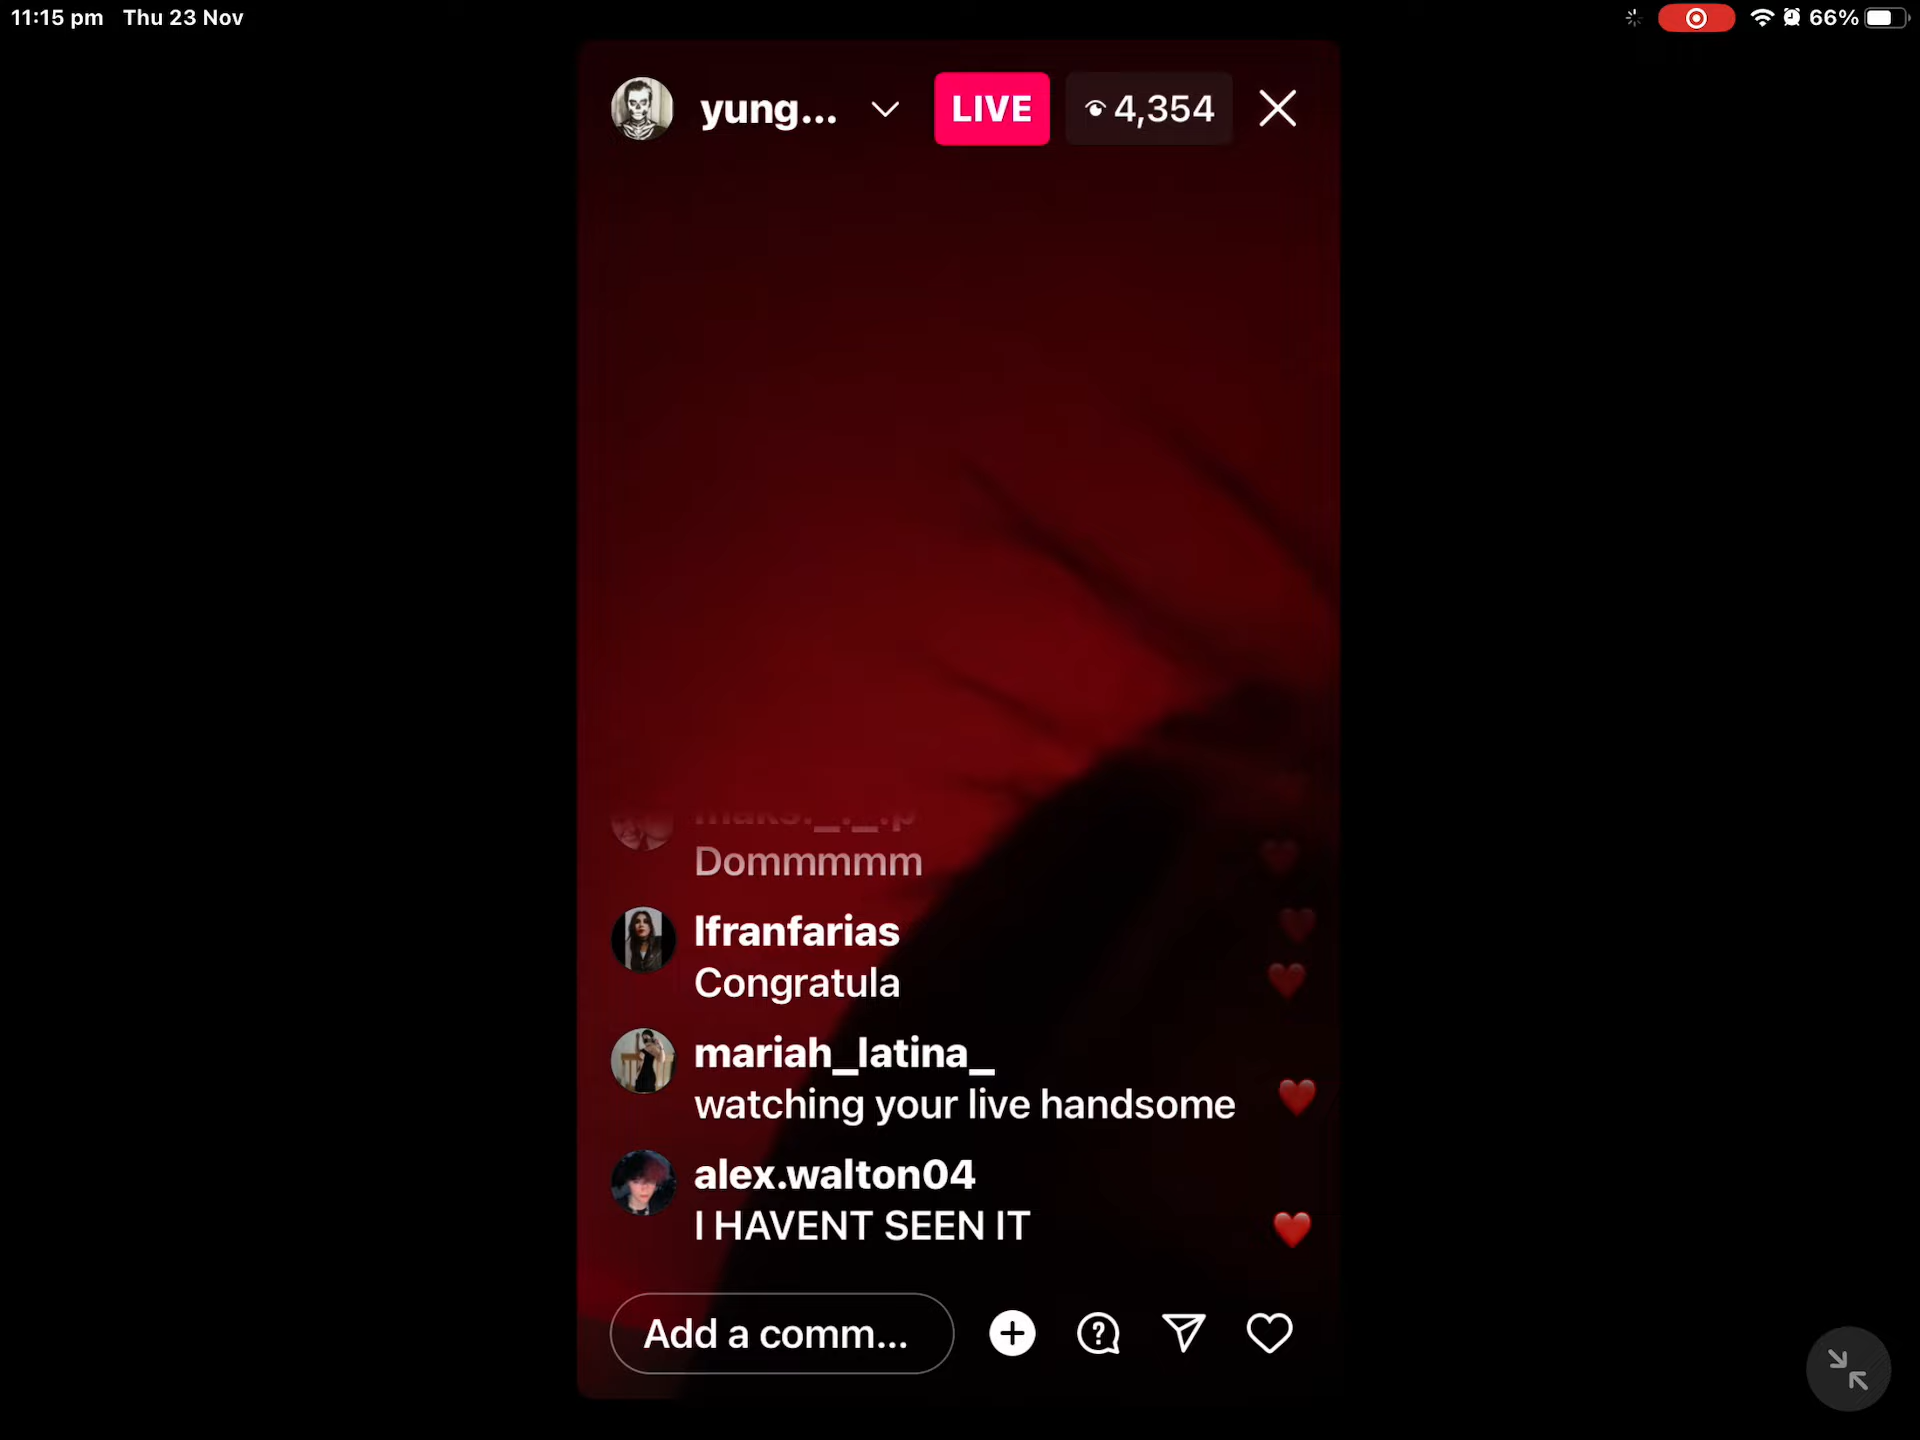 11:15 pm Thu 23 Nov
66%
yung... LIVE 4,354
Dommmmm
lfranfarias
Congratula
mariah_latina_
watching your live handsome
alex.walton04
I HAVENT SEEN IT
Add a comm...